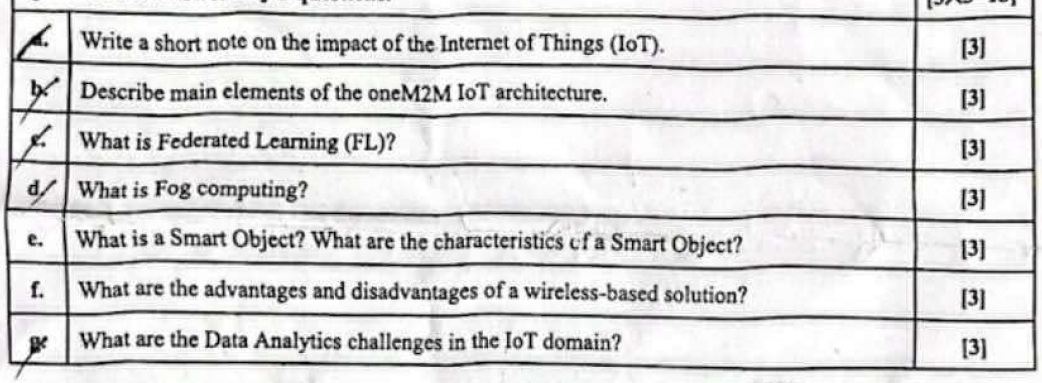 a. Write a short note on the impact of the Internet of Things (IoT). [3]
b. Describe main elements of the oneM2M IoT architecture. [3]
c. What is Federated Learning (FL)? [3]
d. What is Fog computing? [3]
e. What is a Smart Object? What are the characteristics of a Smart Object? [3]
f. What are the advantages and disadvantages of a wireless-based solution? [3]
g. What are the Data Analytics challenges in the IoT domain? [3]